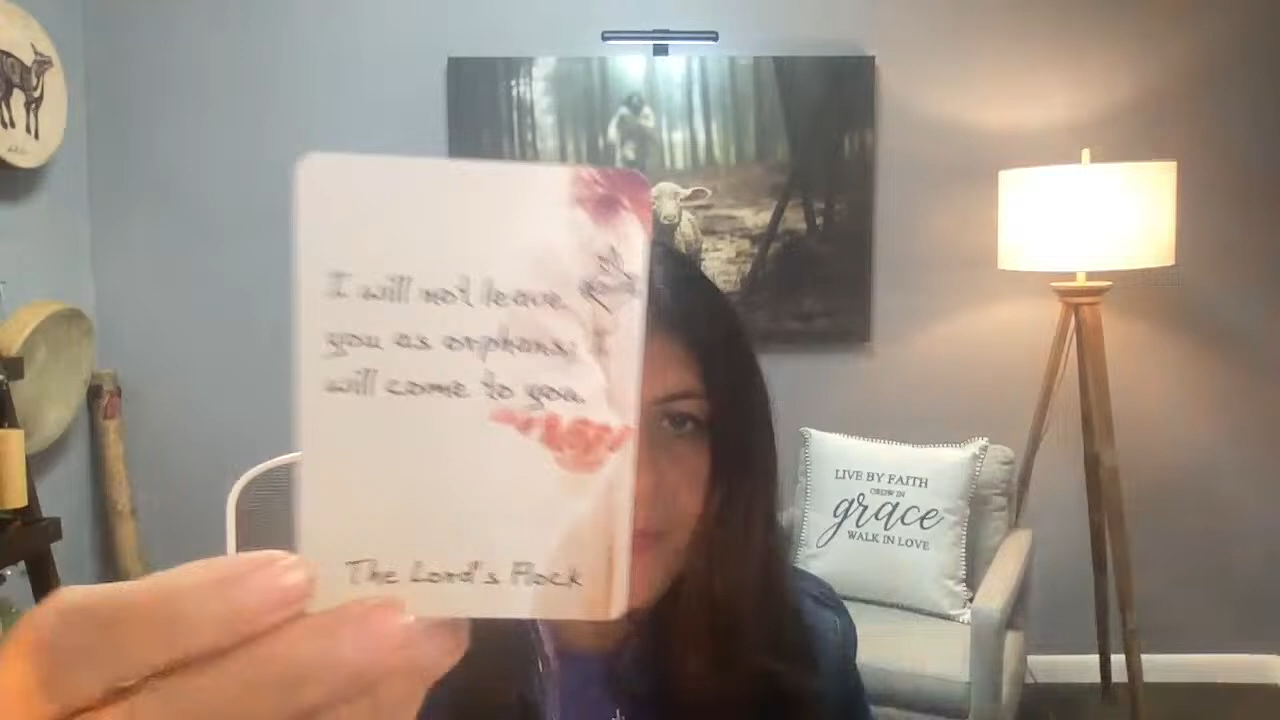 I will not leave
you as orphans; I
will come to you.
The Lord's Flock
LIVE BY FAITH
GROW IN
grace
WALK IN LOVE